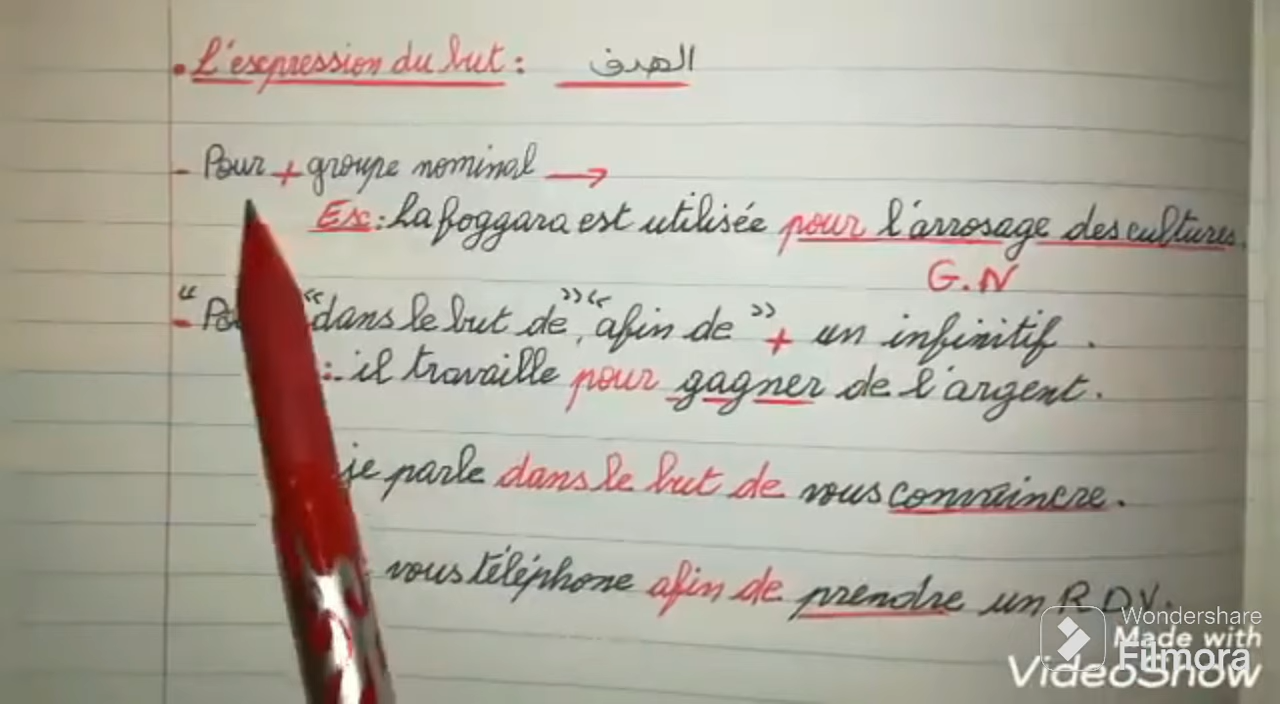 • L'expression du but : الهدف
- Pour + groupe nominal →
Ex : La foggara est utilisée pour l'arrosage des cultures.
G.N
- " "dans le but de", "afin de" + un infinitif.
: il travaille pour gagner de l'argent.
je parle dans le but de vous convaincre.
vous téléphone afin de prendre un RDV.
Wondershare
Filmora
Made with
VideoShow